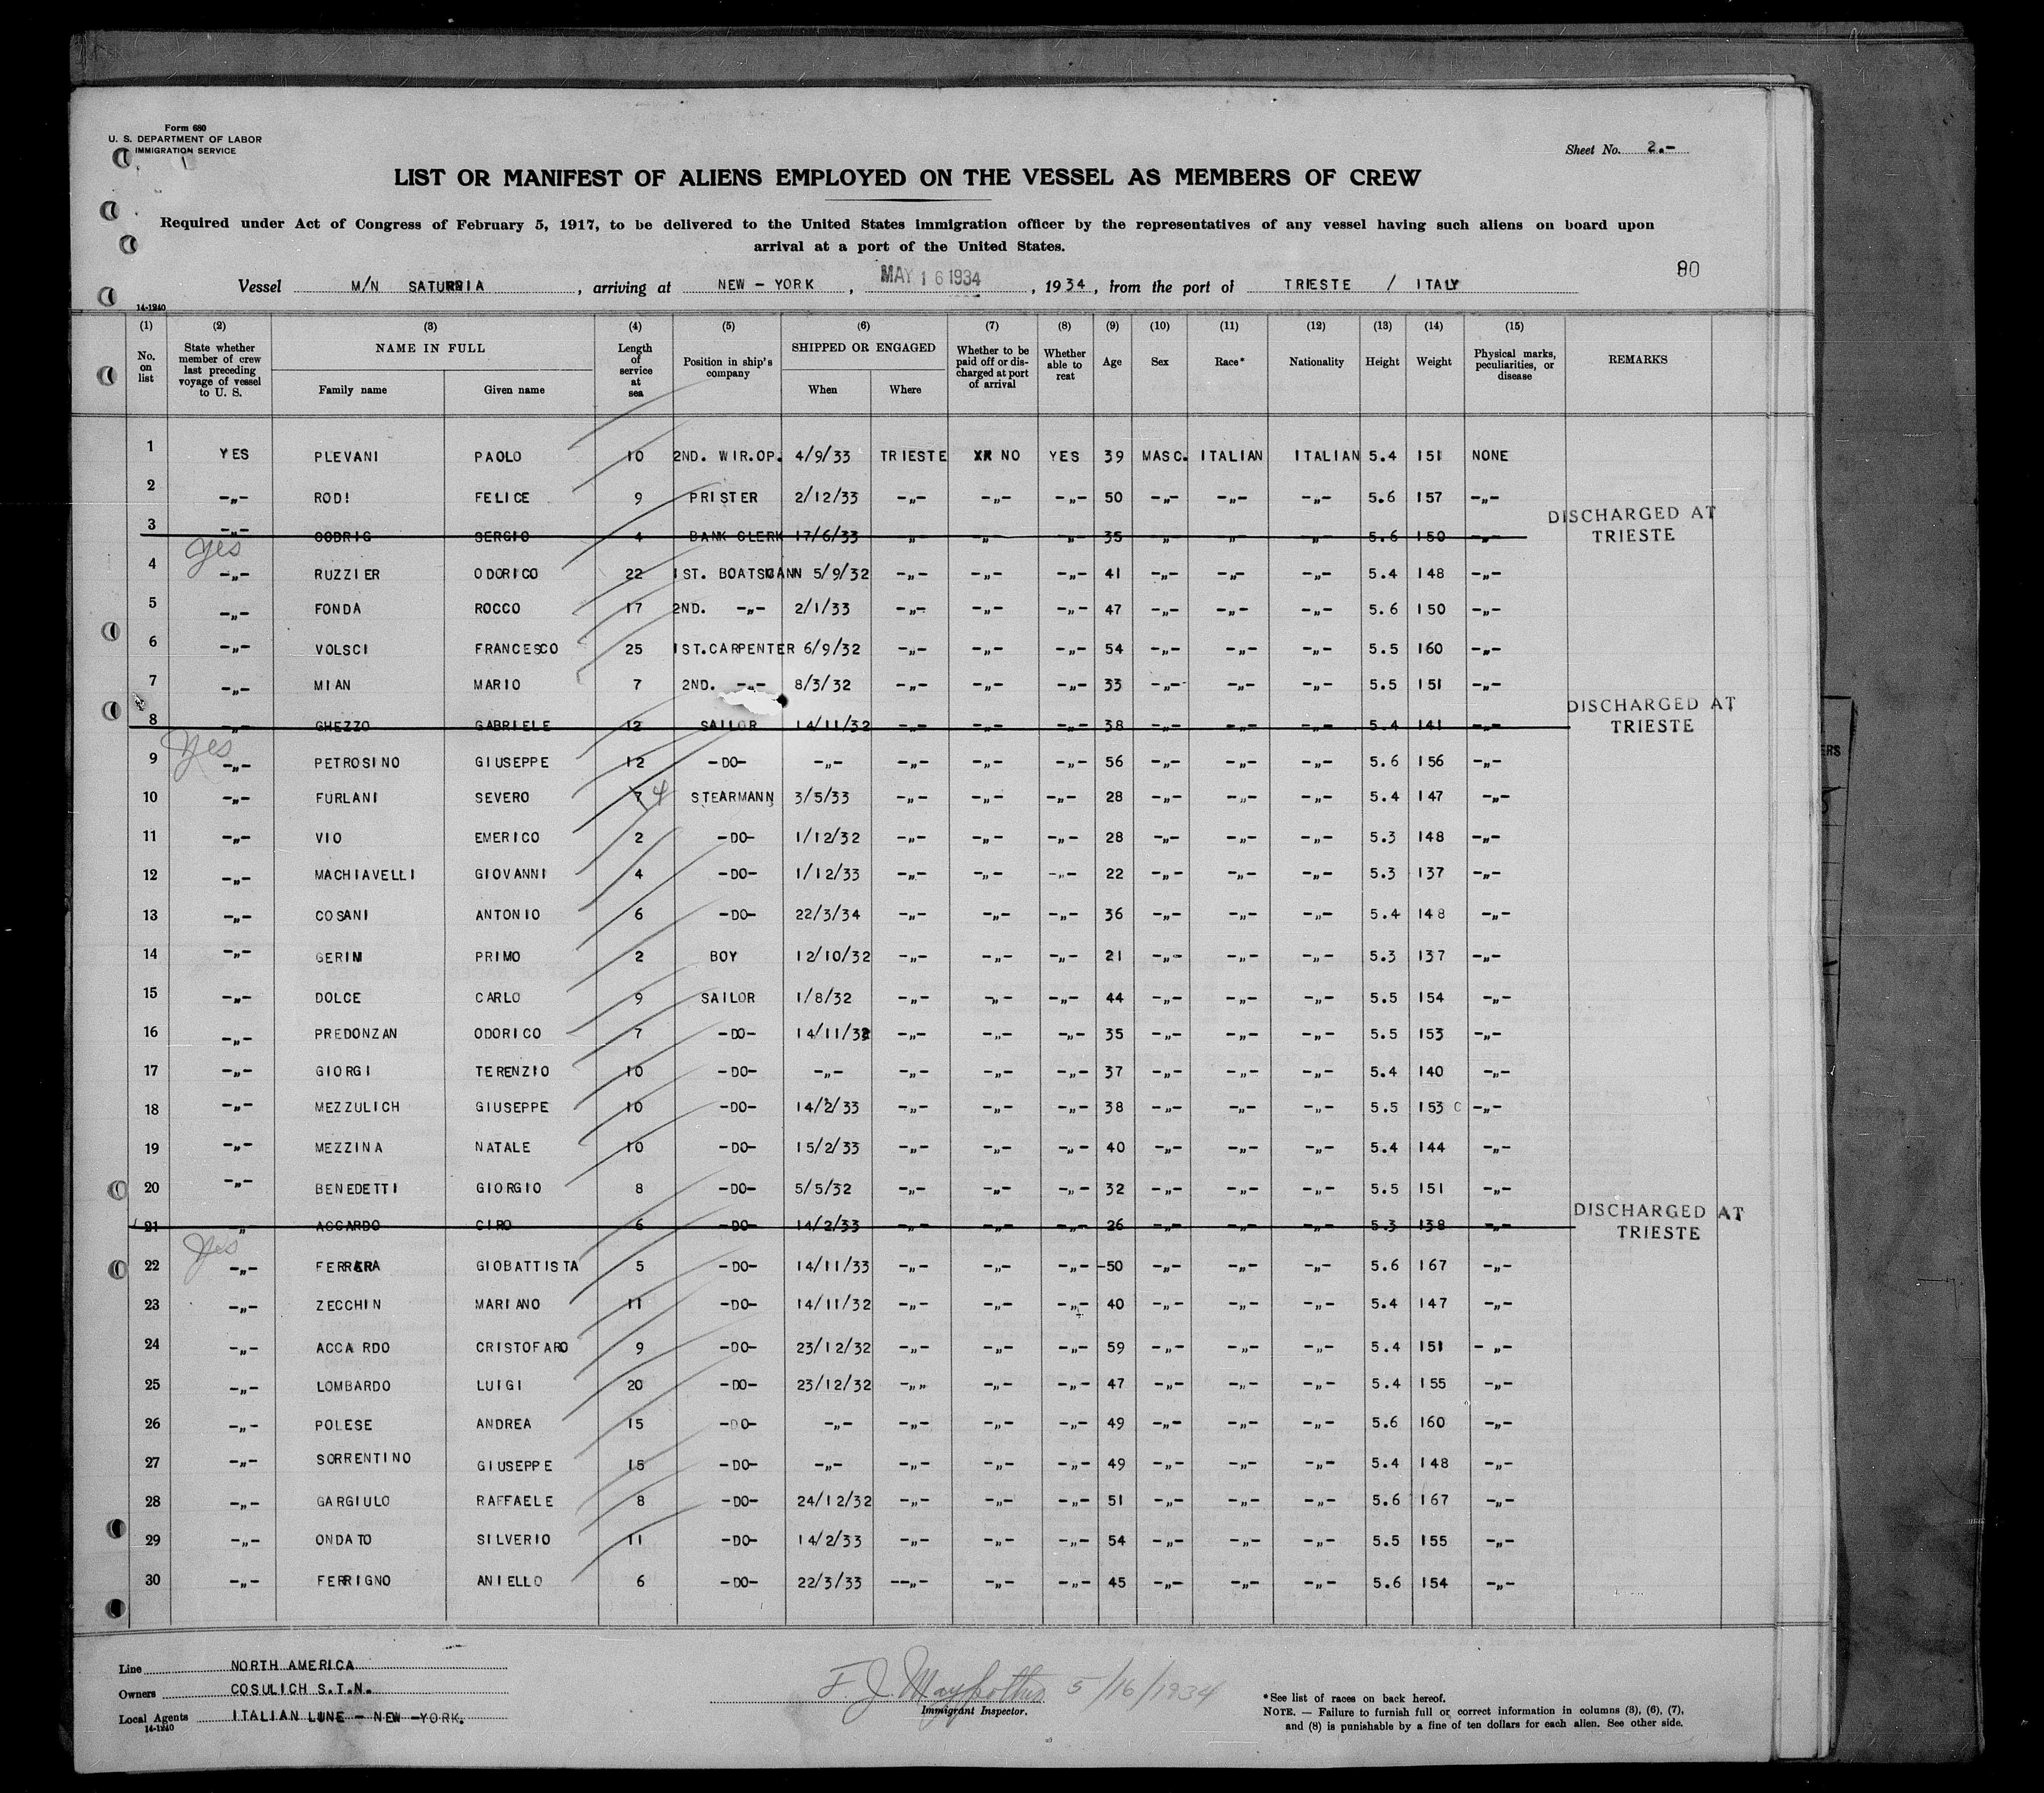 Form 680
U. S. DEPARTMENT OF LABOR
IMMIGRATION SERVICE
Sheet No. 2.-
LIST OR MANIFEST OF ALIENS EMPLOYED ON THE VESSEL AS MEMBERS OF CREW
Required under Act of Congress of February 5, 1917, to be delivered to the United States immigration officer by the representatives of any vessel having such aliens on board upon
arrival at a port of the United States.
80
Vessel M/N SATURNIA, arriving at NEW-YORK, MAY 16 1934, 1934, from the port of TRIESTE / ITALY
14-1240
(1) (2) (3) (4) (5) (6) (7) (8) (9) (10) (11) (12) (13) (14) (15)
No. on list State whether member of crew last preceding voyage of vessel to U. S. NAME IN FULL Family name Given name Length of service at sea Position in ship's company SHIPPED OR ENGAGED When Where Whether to be paid off or discharged at port of arrival Whether able to reat Age Sex Race* Nationality Height Weight Physical marks, peculiarities, or disease REMARKS
1 YES PLEVANI PAOLO 10 2ND. WIR.OP. 4/9/33 TRIESTE NO YES 39 MASC. ITALIAN ITALIAN 5.4 151 NONE
2 -„- RODI FELICE 9 PRISTER 2/12/33 -„- -„- -„- 50 -„- -„- -„- 5.6 157 -„-
3 -„- CODRIG SERGIO 4 BANK CLERK 17/6/33 „ „ „ 35 „ „ „ 5.6 150 -„- DISCHARGED AT TRIESTE
yes
4 -„- RUZZIER ODORICO 22 1ST. BOATSMANN 5/9/32 -„- -„- -„- 41 -„- -„- -„- 5.4 148 -„-
5 -„- FONDA ROCCO 17 2ND. -„- 2/1/33 -„- -„- -„- 47 -„- -„- -„- 5.6 150 -„-
6 -„- VOLSCI FRANCESCO 25 1ST.CARPENTER 6/9/32 -„- -„- -„- 54 -„- -„- -„- 5.5 160 -„-
7 -„- MIAN MARIO 7 2ND. -„- 8/3/32 -„- -„- -„- 33 -„- -„- -„- 5.5 151 -„-
8 -„- GHEZZO GABRIELE 12 SAILOR 14/11/32 -„- -„- -„- 38 -„- -„- -„- 5.4 141 -„- DISCHARGED AT TRIESTE
yes
9 -„- PETROSINO GIUSEPPE 12 -DO- -„- -„- -„- -„- 56 -„- -„- -„- 5.6 156 -„-
10 -„- FURLANI SEVERO 7 4 STEARMANN 3/5/33 -„- -„- -„- 28 -„- -„- -„- 5.4 147 -„-
11 -„- VIO EMERICO 2 -DO- 1/12/32 -„- -„- -„- 28 -„- -„- -„- 5.3 148 -„-
12 -„- MACHIAVELLI GIOVANNI 4 -DO- 1/12/33 -„- -„- -„- 22 -„- -„- -„- 5.3 137 -„-
13 -„- COSANI ANTONIO 6 -DO- 22/3/34 -„- -„- -„- 36 -„- -„- -„- 5.4 148 -„-
14 -„- GERIN PRIMO 2 BOY 12/10/32 -„- -„- -„- 21 -„- -„- -„- 5.3 137 -„-
15 -„- DOLCE CARLO 9 SAILOR 1/8/32 -„- -„- -„- 44 -„- -„- -„- 5.5 154 -„-
16 -„- PREDONZAN ODORICO 7 -DO- 14/11/32 -„- -„- -„- 35 -„- -„- -„- 5.5 153 -„-
17 -„- GIORGI TERENZIO 10 -DO- -„- -„- -„- -„- 37 -„- -„- -„- 5.4 140 -„-
18 -„- MEZZULICH GIUSEPPE 10 -DO- 14/2/33 -„- -„- -„- 38 -„- -„- -„- 5.5 153 C -„-
19 -„- MEZZINA NATALE 10 -DO- 15/2/33 -„- -„- -„- 40 -„- -„- -„- 5.4 144 -„-
20 -„- BENEDETTI GIORGIO 8 -DO- 5/5/32 -„- -„- -„- 32 -„- -„- -„- 5.5 151 -„-
21 „ ACCARDO CIRO 6 -DO- 14/2/33 -„- -„- -„- 26 -„- -„- -„- 5.3 138 -„- DISCHARGED AT TRIESTE
yes
22 -„- FERRARA GIOBATTISTA 5 -DO- 14/11/33 -„- -„- -„- -50 -„- -„- -„- 5.6 167 -„-
23 -„- ZECCHIN MARIANO 11 -DO- 14/11/32 -„- -„- -„- 40 -„- -„- -„- 5.4 147 -„-
24 -„- ACCARDO CRISTOFARO 9 -DO- 23/12/32 -„- -„- -„- 59 -„- -„- -„- 5.4 151 - „-
25 -„- LOMBARDO LUIGI 20 -DO- 23/12/32 -„„ -„- -„- 47 -„- -„- -„- 5.4 155 -„-
26 -„- POLESE ANDREA 15 -DO- -„- -„- -„- -„- 49 -„- -„- -„- 5.6 160 -„-
27 -„- SORRENTINO GIUSEPPE 15 -DO- -„- -„- -„- -„- 49 -„- -„- -„- 5.4 148 -„-
28 -„- GARGIULO RAFFAELE 8 -DO- 24/12/32 -„- -„- -„- 51 -„- -„- -„- 5.6 167 -„-
29 -„- ONDATO SILVERIO 11 -DO- 14/2/33 -„- -„- -„- 54 -„- -„- -„- 5.5 155 -„-
30 -„- FERRIGNO ANIELLO 6 -DO- 22/3/33 --„- -„- -„- 45 -„- -„- -„- 5.6 154 -„-
Line NORTH AMERICA
Owners COSULICH S.T.N.
Local Agents ITALIAN LINE - NEW -YORK.
14-1240
F. J. 5/16/1934
Immigrant Inspector.
*See list of races on back hereof.
NOTE. — Failure to furnish full or correct information in columns (3), (6), (7),
and (8) is punishable by a fine of ten dollars for each alien. See other side.